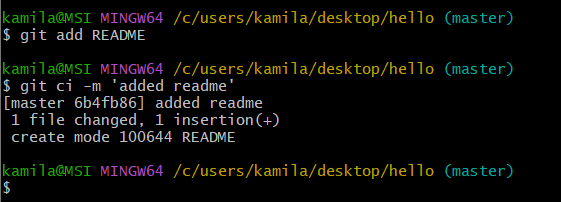 kamila@MSI MINGW64 /c/users/kamila/desktop/hello (master)
$ git add README
kamila@MSI MINGW64 /c/users/kamila/desktop/hello (master)
$ git ci -m 'added readme'
[master 6b4fb86] added readme
 1 file changed, 1 insertion(+)
 create mode 100644 README
kamila@MSI MINGW64 /c/users/kamila/desktop/hello (master)
$